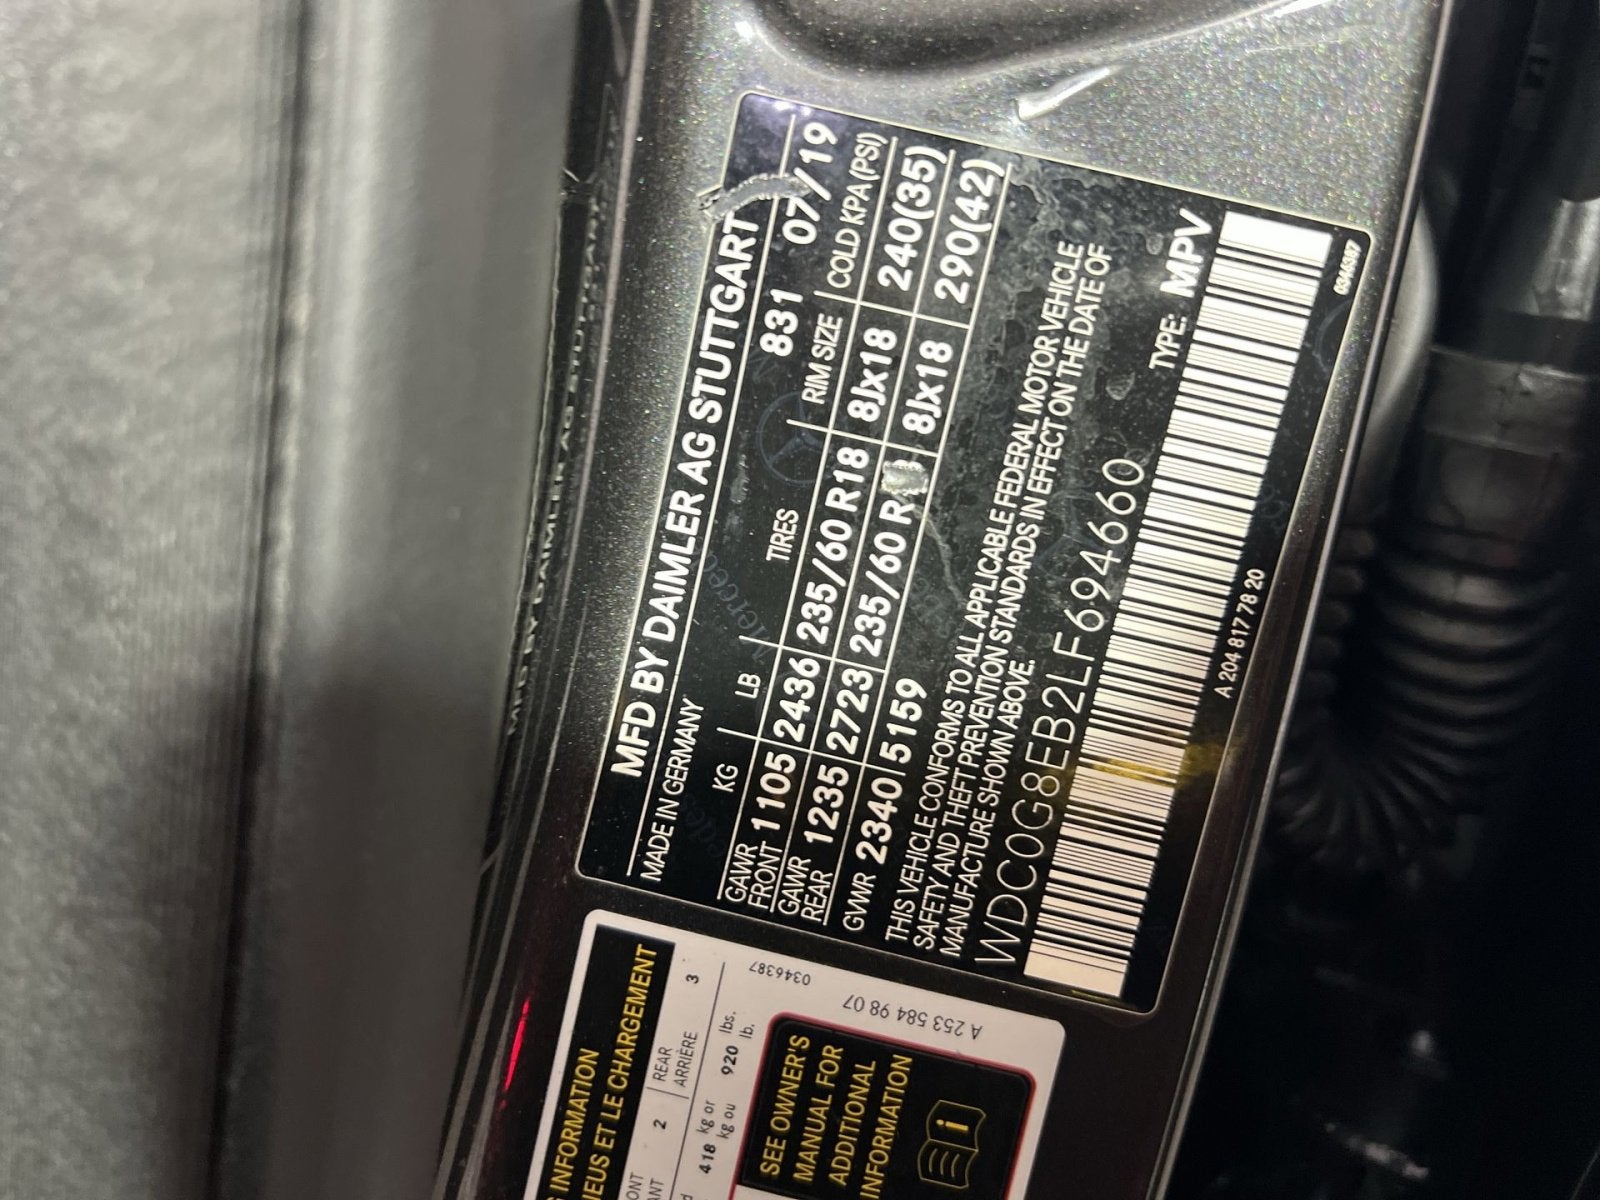 MFD BY DAIMLER AG STUTTGART
MADE IN GERMANY 831 07/19
KG LB TIRES RIM SIZE COLD KPA(PSI)
GAWR FRONT 1105 2436 235/60 R18 8Jx18 240(35)
GAWR REAR 1235 2723 235/60 R 8Jx18 290(42)
GVWR 2340 5159
THIS VEHICLE CONFORMS TO ALL APPLICABLE FEDERAL MOTOR VEHICLE
SAFETY AND THEFT PREVENTION STANDARDS IN EFFECT ON THE DATE OF
MANUFACTURE SHOWN ABOVE.
WDC0G8EB2LF694660 TYPE: MPV
A 204 817 78 20
INFORMATION
NEUS ET LE CHARGEMENT
2 REAR 3
ARRIÈRE
418 kg or 920 lbs.
kg ou lb.
0346387
A 253 584 98 07
SEE OWNER'S
MANUAL FOR
ADDITIONAL
INFORMATION